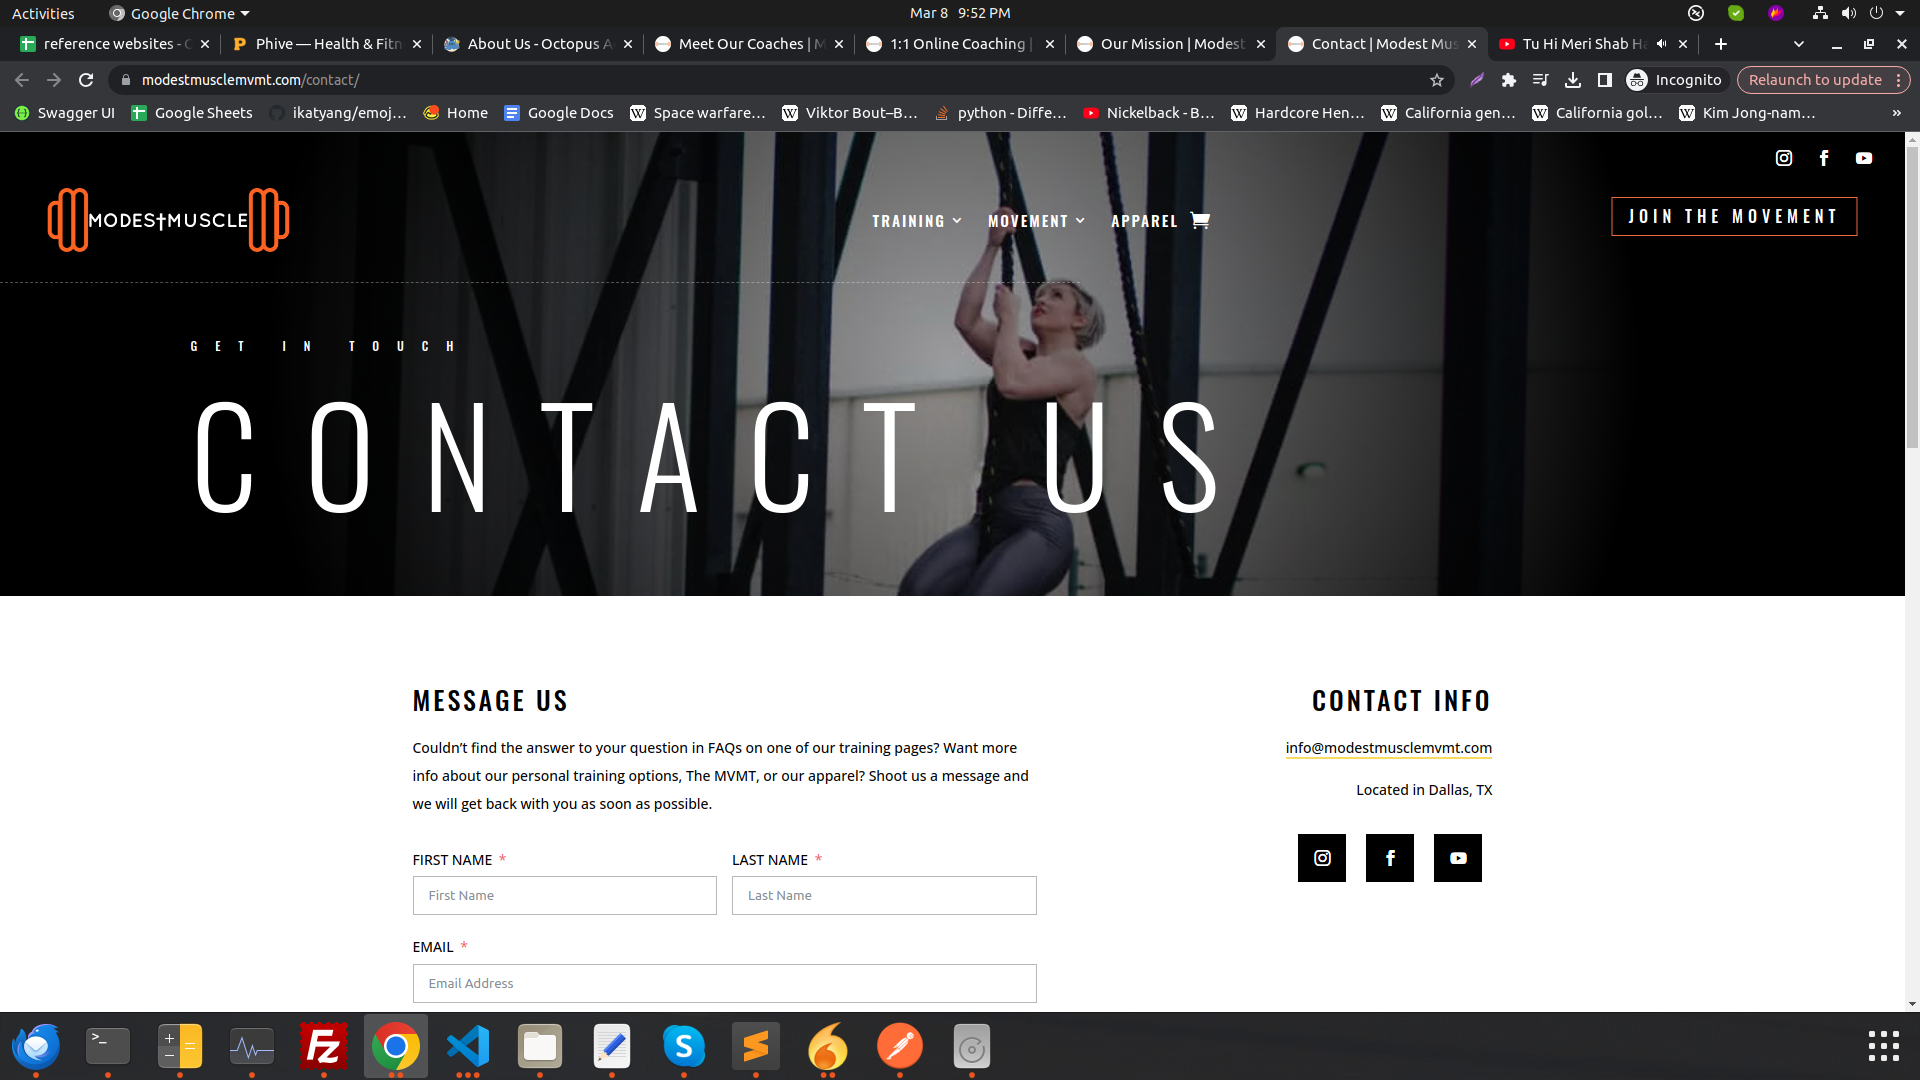 Activities
Google Chrome
Mar 8 9:52 PM
reference websites - G
Phive — Health & Fitn
About Us - Octopus A
Meet Our Coaches | M
1:1 Online Coaching |
Our Mission | Modest
Contact | Modest Mus
Tu Hi Meri Shab Ha
modestmusclemvmt.com/contact/
Incognito
Relaunch to update
Swagger UI
Google Sheets
ikatyang/emoj...
Home
Google Docs
Space warfare...
Viktor Bout–B...
python - Diffe...
Nickelback - B...
Hardcore Hen...
California gen...
California gol...
Kim Jong-nam...
»
MODESTMUSCLE
TRAINING
MOVEMENT
APPAREL
JOIN THE MOVEMENT
GET IN TOUCH
CONTACT US
MESSAGE US
Couldn't find the answer to your question in FAQs on one of our training pages? Want more
info about our personal training options, The MVMT, or our apparel? Shoot us a message and
we will get back with you as soon as possible.
FIRST NAME *
LAST NAME *
First Name
Last Name
EMAIL *
Email Address
CONTACT INFO
info@modestmusclemvmt.com
Located in Dallas, TX